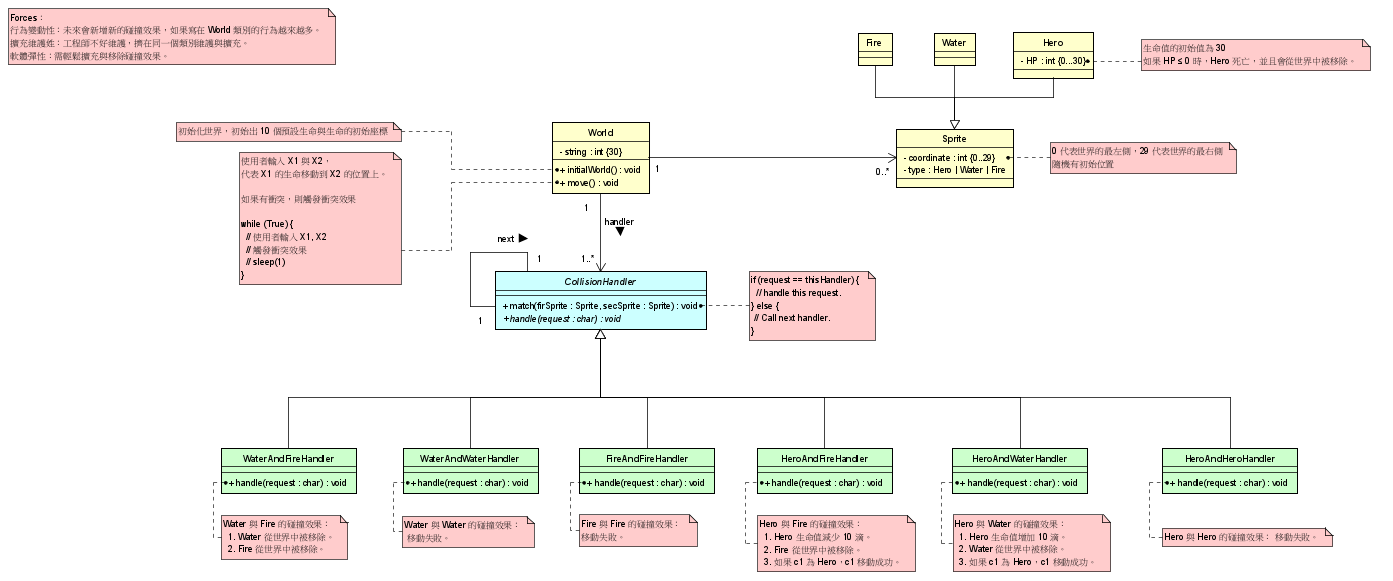 Forces：
行為變動性：未來會新增新的碰撞效果，如果寫在 World 類別的行為越來越多。
擴充維護姓：工程師不好維護，擠在同一個類別維護與擴充。
軟體彈性：需輕鬆擴充與移除碰撞效果。
Fire
Water
Hero
- HP : int {0...30}
生命值的初始值為 30
如果 HP ≤ 0 時，Hero 死亡，並且會從世界中被移除。
初始化世界，初始出 10 個預設生命與生命的初始座標
World
- string : int {30}
+ initialWorld() : void
+ move() : void
1
0..*
Sprite
- coordinate : int {0..29}
- type : Hero | Water | Fire
0 代表世界的最左側，29 代表世界的最右側
隨機有初始位置
使用者輸入 X1 與 X2，
代表 X1 的生命移動到 X2 的位置上。
如果有衝突，則觸發衝突效果
while (True) {
// 使用者輸入 X1, X2
// 觸發衝突效果
// sleep(1)
}
1
handler
1..*
next
1
1
CollisionHandler
+ match(firSprite : Sprite, secSprite : Sprite) : void
+ handle(request : char) : void
if (request == thisHandler) {
// handle this request.
} else {
// Call next handler.
}
WaterAndFireHandler
+ handle(request : char) : void
WaterAndWaterHandler
+ handle(request : char) : void
FireAndFireHandler
+ handle(request : char) : void
HeroAndFireHandler
+ handle(request : char) : void
HeroAndWaterHandler
+ handle(request : char) : void
HeroAndHeroHandler
+ handle(request : char) : void
Water 與 Fire 的碰撞效果：
1. Water 從世界中被移除。
2. Fire 從世界中被移除。
Water 與 Water 的碰撞效果：
移動失敗。
Fire 與 Fire 的碰撞效果：
移動失敗。
Hero 與 Fire 的碰撞效果：
1. Hero 生命值減少 10 滴。
2. Fire 從世界中被移除。
3. 如果 c1 為 Hero，c1 移動成功。
Hero 與 Water 的碰撞效果：
1. Hero 生命值增加 10 滴。
2. Water 從世界中被移除。
3. 如果 c1 為 Hero，c1 移動成功。
Hero 與 Hero 的碰撞效果： 移動失敗。